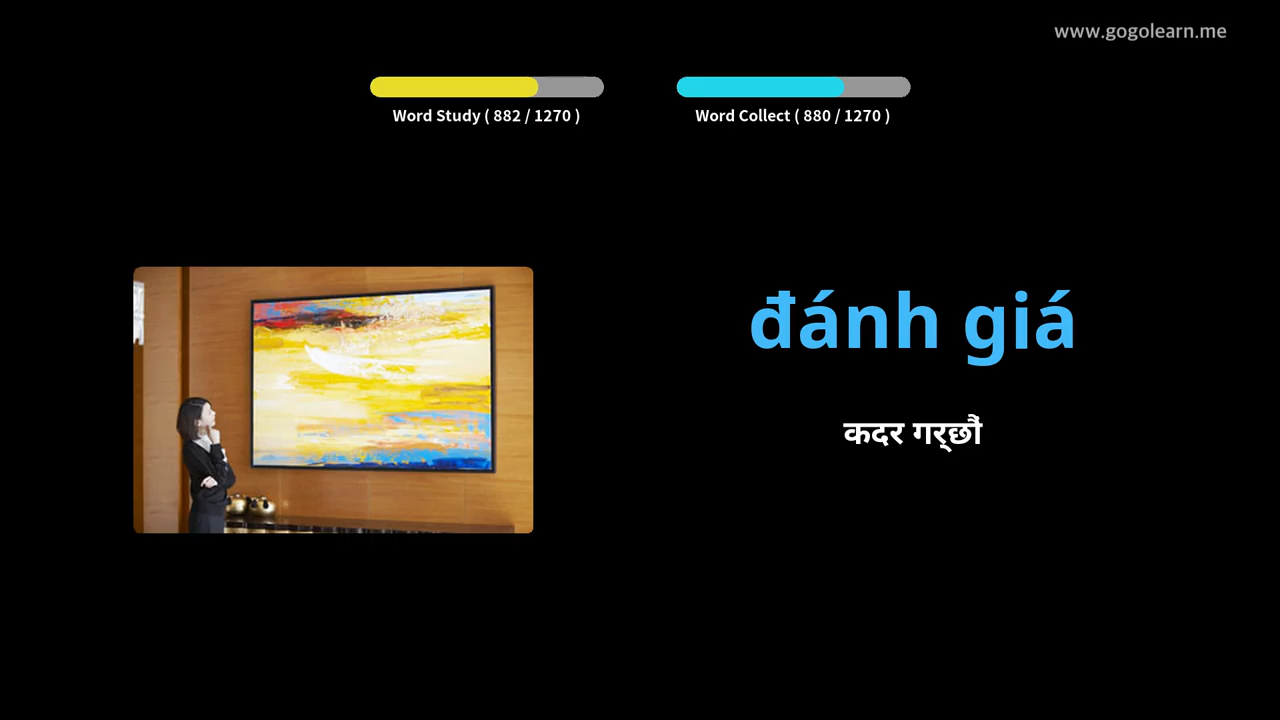 www.gogolearn.me
Word Study ( 882 / 1270 )
Word Collect ( 880 / 1270 )
đánh giá
कदर गर्छौं